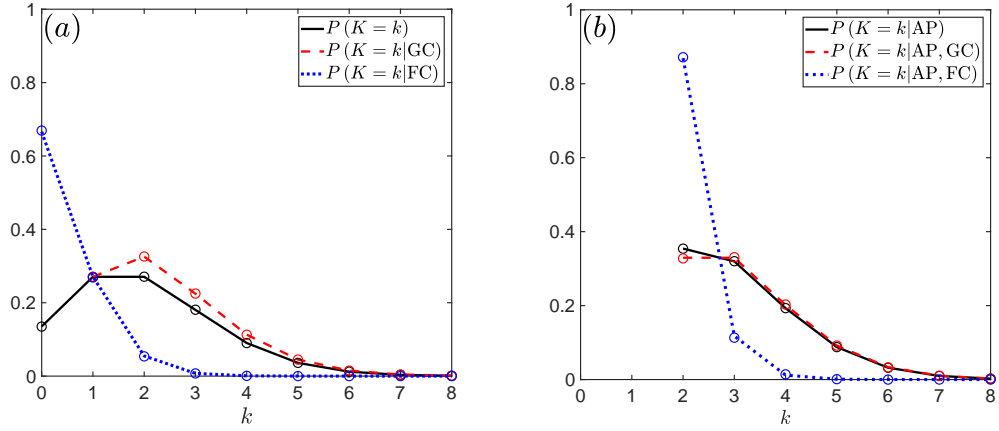 (a)
P (K = k)
P (K = k|GC)
P (K = k|FC)
1
0.8
0.6
0.4
0.2
0
0 1 2 3 4 5 6 7 8
k
(b)
P (K = k|AP)
P (K = k|AP, GC)
P (K = k|AP, FC)
1
0.8
0.6
0.4
0.2
0
0 1 2 3 4 5 6 7 8
k